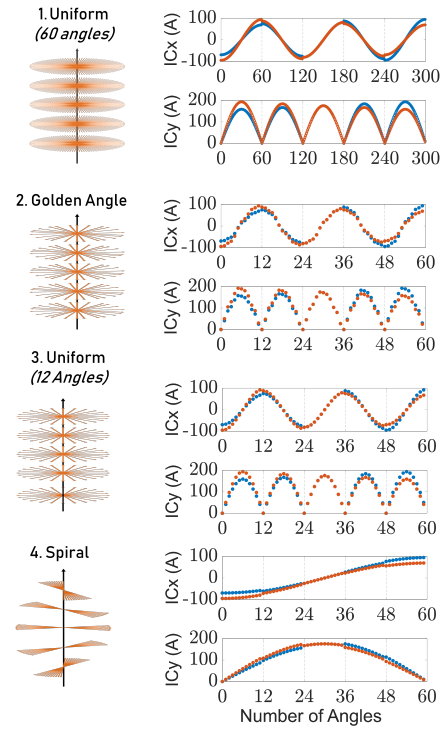 1. Uniform
(60 angles)
ICx (A)
100
0
-100
0 60 120 180 240 300
ICy (A)
200
100
0
0 60 120 180 240 300
2. Golden Angle
ICx (A)
100
0
-100
0 12 24 36 48 60
ICy (A)
200
100
0
0 12 24 36 48 60
3. Uniform
(12 Angles)
ICx (A)
100
0
-100
0 12 24 36 48 60
ICy (A)
200
100
0
0 12 24 36 48 60
4. Spiral
ICx (A)
100
0
-100
0 12 24 36 48 60
ICy (A)
200
100
0
0 12 24 36 48 60
Number of Angles